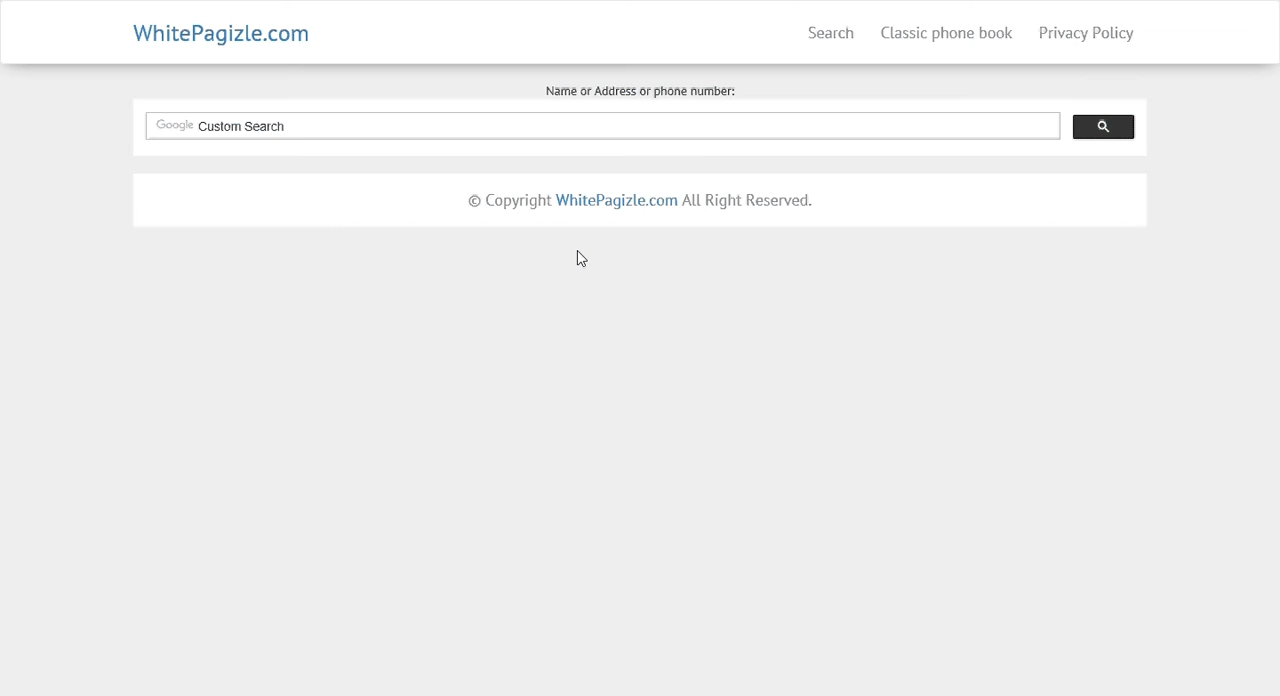 WhitePagizle.com
Search Classic phone book Privacy Policy
Name or Address or phone number:
Google Custom Search
© Copyright WhitePagizle.com All Right Reserved.